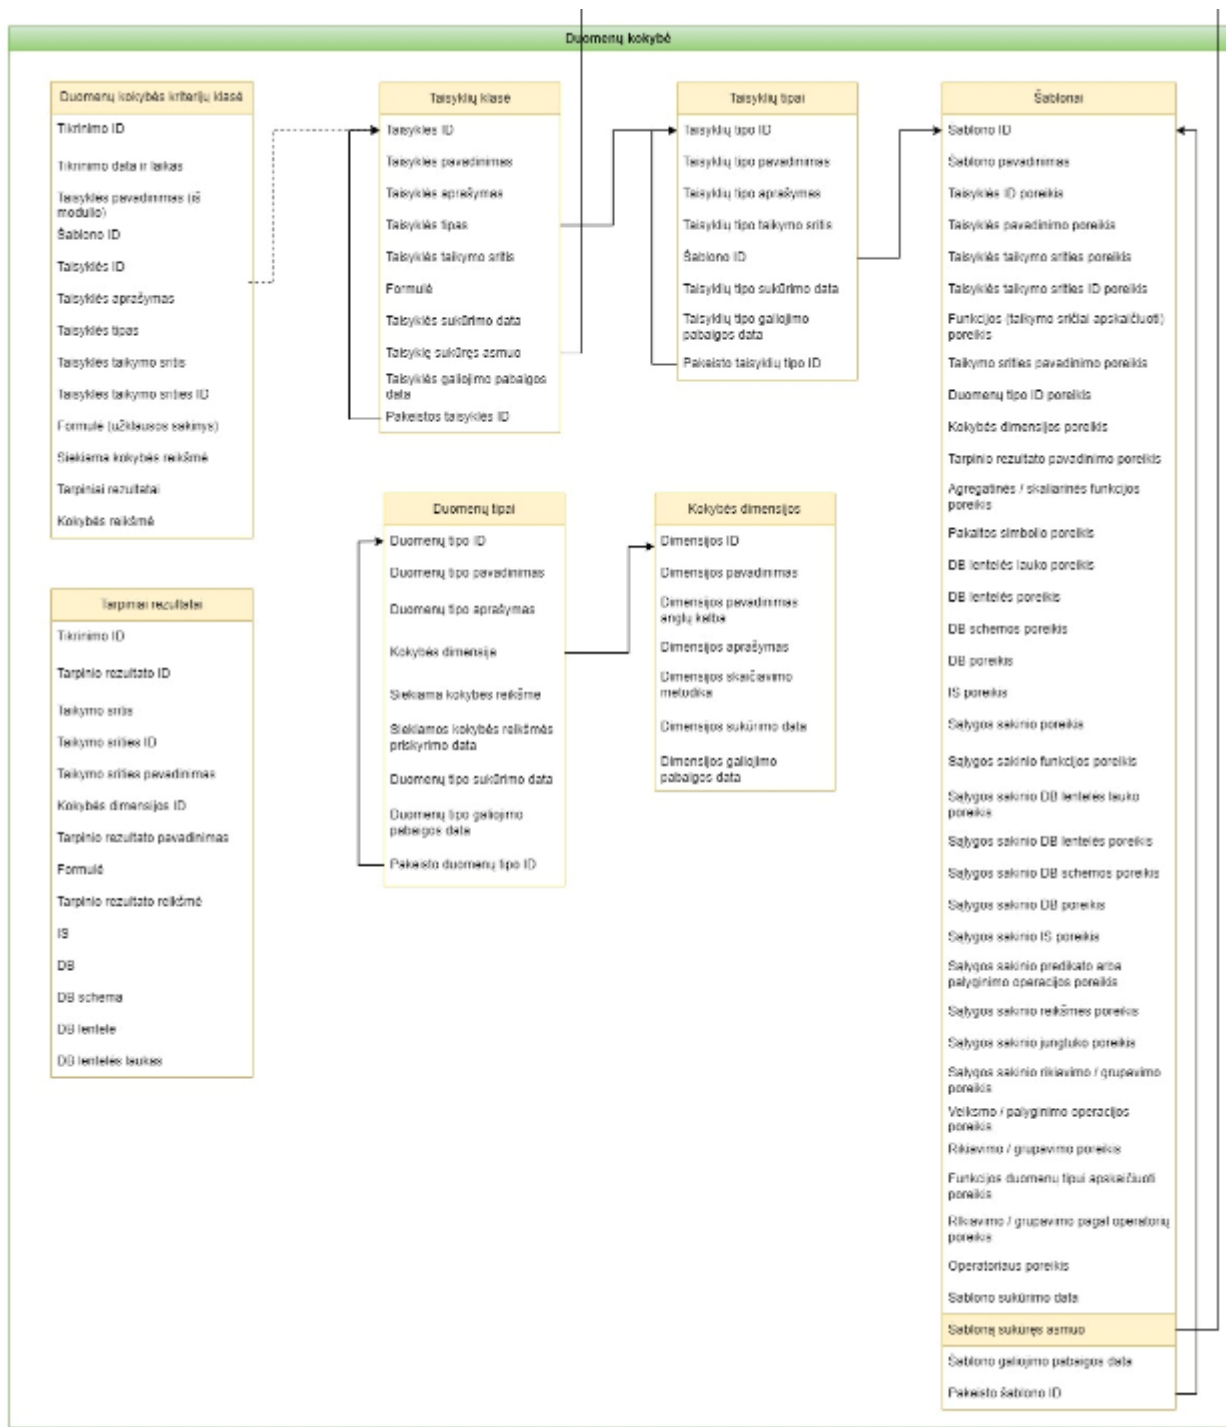 Duomenų kokybė
Duomenų kokybės kriterijų klasė
Tikrinimo ID
Tikrinimo data ir laikas
Taisyklės pavadinimas (iš
modulio)
Šablono ID
Taisyklės ID
Taisyklės aprašymas
Taisyklės tipas
Taisyklės taikymo sritis
Taisyklės taikymo srities ID
Formulė (užklausos sakinys)
Siekiama kokybės reikšmė
Tarpiniai rezultatai
Kokybės reikšmė
Taisyklių klasė
Taisyklės ID
Taisyklės pavadinimas
Taisyklės aprašymas
Taisyklės tipas
Taisyklės taikymo sritis
Formulė
Taisyklės sukūrimo data
Taisyklę sukūręs asmuo
Taisyklės galiojimo pabaigos
data
Pakeistos taisyklės ID
Taisyklių tipai
Taisyklių tipo ID
Taisyklių tipo pavadinimas
Taisyklių tipo aprašymas
Taisyklių tipo taikymo sritis
Šablono ID
Taisyklių tipo sukūrimo data
Taisyklių tipo galiojimo
pabaigos data
Pakeisto taisyklių tipo ID
Šablonai
Šablono ID
Šablono pavadinimas
Taisyklės ID poreikis
Taisyklės pavadinimo poreikis
Taisyklės taikymo srities poreikis
Taisyklės taikymo srities ID poreikis
Funkcijos (taikymo sričiai apskaičiuoti)
poreikis
Taikymo srities pavadinimo poreikis
Duomenų tipo ID poreikis
Kokybės dimensijos poreikis
Tarpinio rezultato pavadinimo poreikis
Agregatinės / skaliarinės funkcijos
poreikis
Pakaitos simbolio poreikis
DB lentelės lauko poreikis
DB lentelės poreikis
DB schemos poreikis
DB poreikis
IS poreikis
Sąlygos sakinio poreikis
Sąlygos sakinio funkcijos poreikis
Sąlygos sakinio DB lentelės lauko
poreikis
Sąlygos sakinio DB lentelės poreikis
Sąlygos sakinio DB schemos poreikis
Sąlygos sakinio DB poreikis
Sąlygos sakinio IS poreikis
Sąlygos sakinio predikato arba
palyginimo operacijos poreikis
Sąlygos sakinio reikšmės poreikis
Sąlygos sakinio jungtuko poreikis
Sąlygos sakinio rikiavimo / grupavimo
poreikis
Veiksmo / palyginimo operacijos
poreikis
Rikiavimo / grupavimo poreikis
Funkcijos duomenų tipui apskaičiuoti
poreikis
Rikiavimo / grupavimo pagal operatorių
poreikis
Operatoriaus poreikis
Šablono sukūrimo data
Šabloną sukūręs asmuo
Šablono galiojimo pabaigos data
Pakeisto šablono ID
Duomenų tipai
Duomenų tipo ID
Duomenų tipo pavadinimas
Duomenų tipo aprašymas
Kokybės dimensija
Siekiama kokybės reikšmė
Siekiamos kokybės reikšmės
priskyrimo data
Duomenų tipo sukūrimo data
Duomenų tipo galiojimo
pabaigos data
Pakeisto duomenų tipo ID
Kokybės dimensijos
Dimensijos ID
Dimensijos pavadinimas
Dimensijos pavadinimas
anglų kalba
Dimensijos aprašymas
Dimensijos skaičiavimo
metodika
Dimensijos sukūrimo data
Dimensijos galiojimo
pabaigos data
Tarpiniai rezultatai
Tikrinimo ID
Tarpinio rezultato ID
Taikymo sritis
Taikymo srities ID
Taikymo srities pavadinimas
Kokybės dimensijos ID
Tarpinio rezultato pavadinimas
Formulė
Tarpinio rezultato reikšmė
IS
DB
DB schema
DB lentelė
DB lentelės laukas